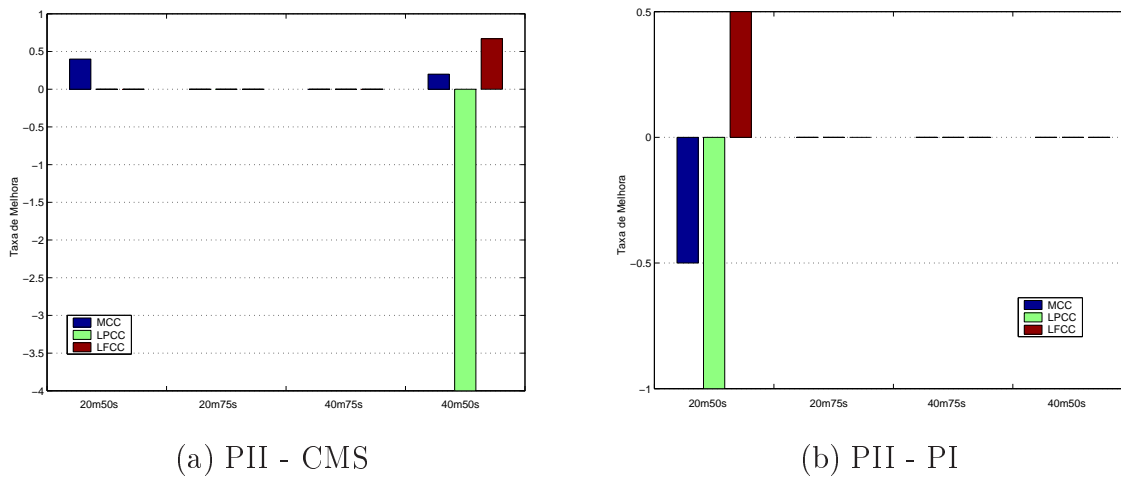 1
0.5
0
−0.5
−1
−1.5
−2
−2.5
−3
−3.5
−4
Taxa de Melhora
MCC
LPCC
LFCC
20m50s 20m75s 40m75s 40m50s
(a) PII - CMS
0.5
0
−0.5
−1
Taxa de Melhora
MCC
LPCC
LFCC
20m50s 20m75s 40m75s 40m50s
(b) PII - PI